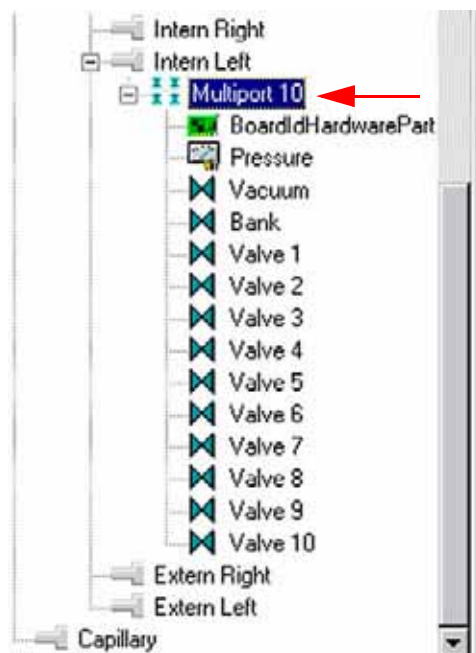 Intern Right
Intern Left
Multiport 10
BoardIdHardwarePart
Pressure
Vacuum
Bank
Valve 1
Valve 2
Valve 3
Valve 4
Valve 5
Valve 6
Valve 7
Valve 8
Valve 9
Valve 10
Extern Right
Extern Left
Capillary